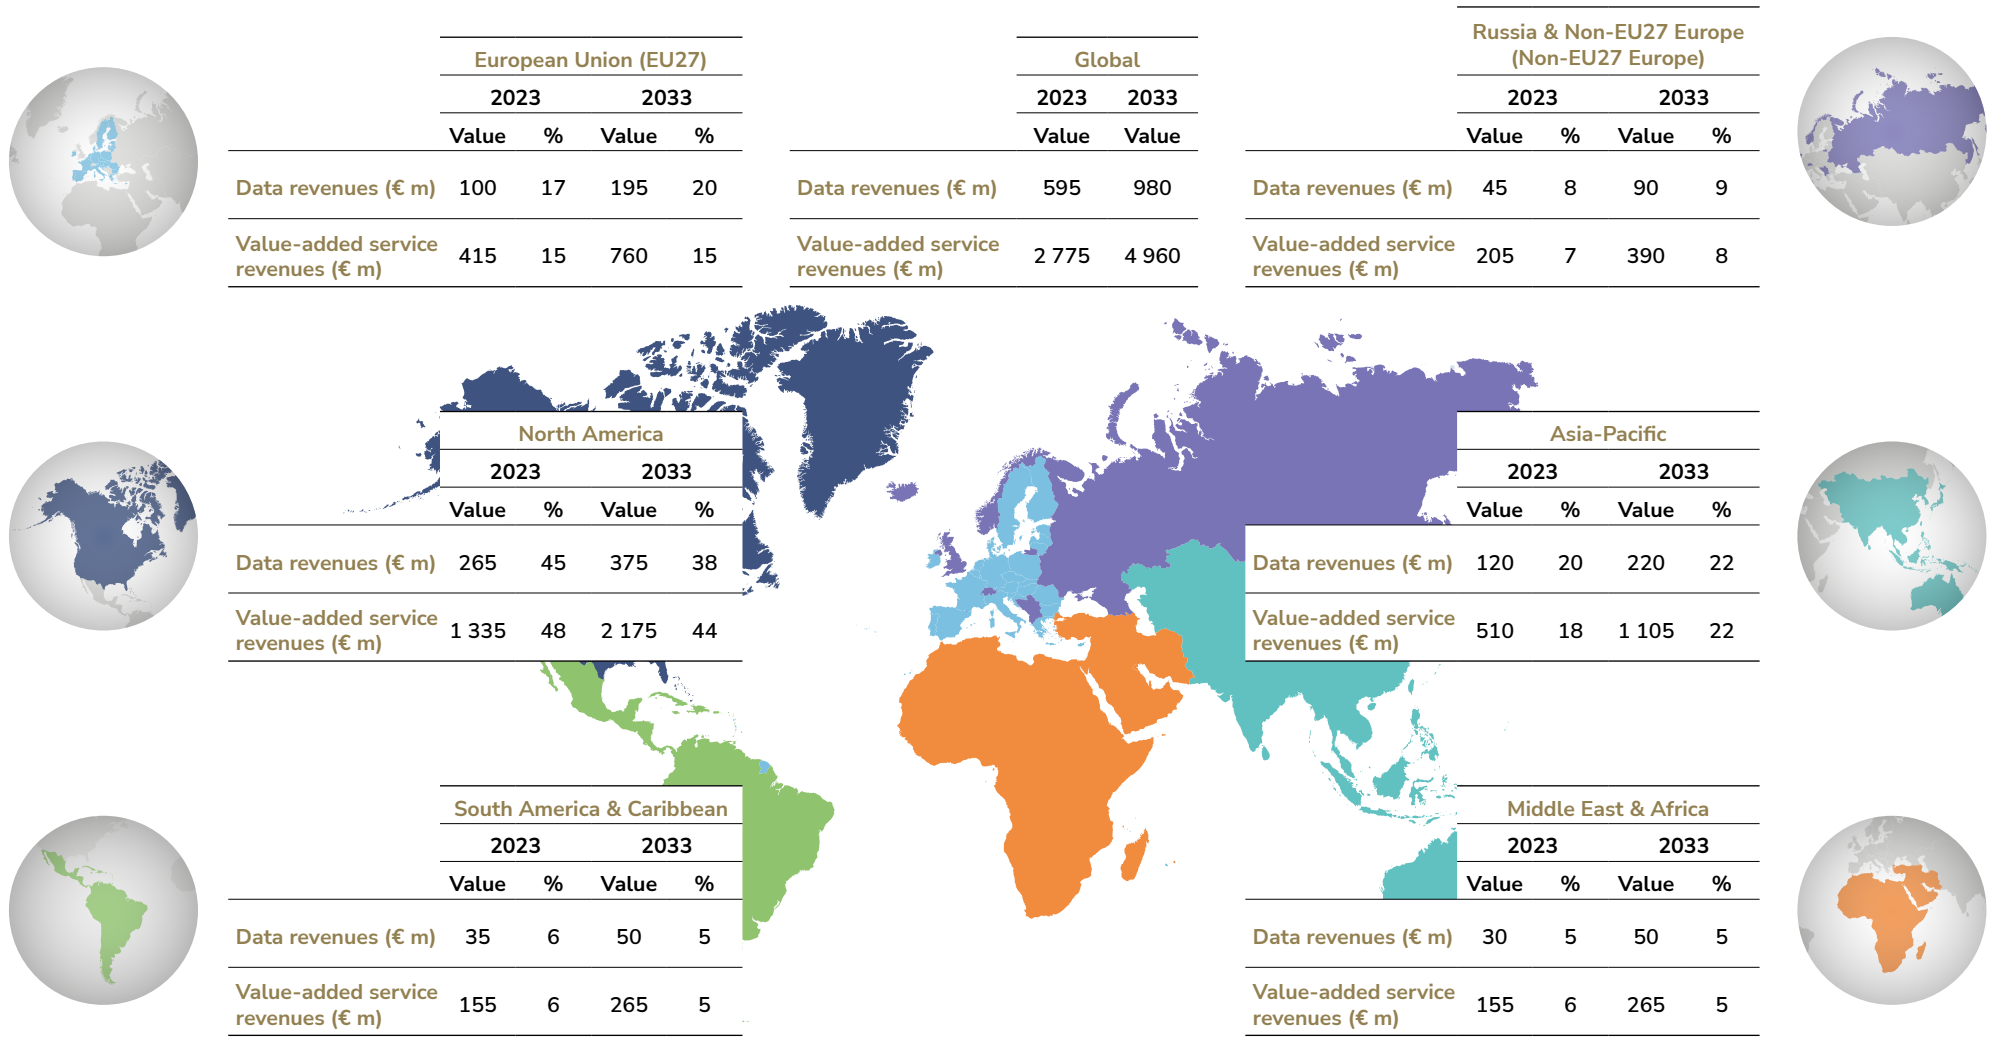 European Union (EU27)
2023 2033
Value % Value %
Data revenues (€ m) 100 17 195 20
Value-added service
revenues (€ m) 415 15 760 15
Global
2023 2033
Value Value
Data revenues (€ m) 595 980
Value-added service
revenues (€ m) 2 775 4 960
Russia & Non-EU27 Europe
(Non-EU27 Europe)
2023 2033
Value % Value %
Data revenues (€ m) 45 8 90 9
Value-added service
revenues (€ m) 205 7 390 8
North America
2023 2033
Value % Value %
Data revenues (€ m) 265 45 375 38
Value-added service
revenues (€ m) 1 335 48 2 175 44
Asia-Pacific
2023 2033
Value % Value %
Data revenues (€ m) 120 20 220 22
Value-added service
revenues (€ m) 510 18 1 105 22
South America & Caribbean
2023 2033
Value % Value %
Data revenues (€ m) 35 6 50 5
Value-added service
revenues (€ m) 155 6 265 5
Middle East & Africa
2023 2033
Value % Value %
Data revenues (€ m) 30 5 50 5
Value-added service
revenues (€ m) 155 6 265 5